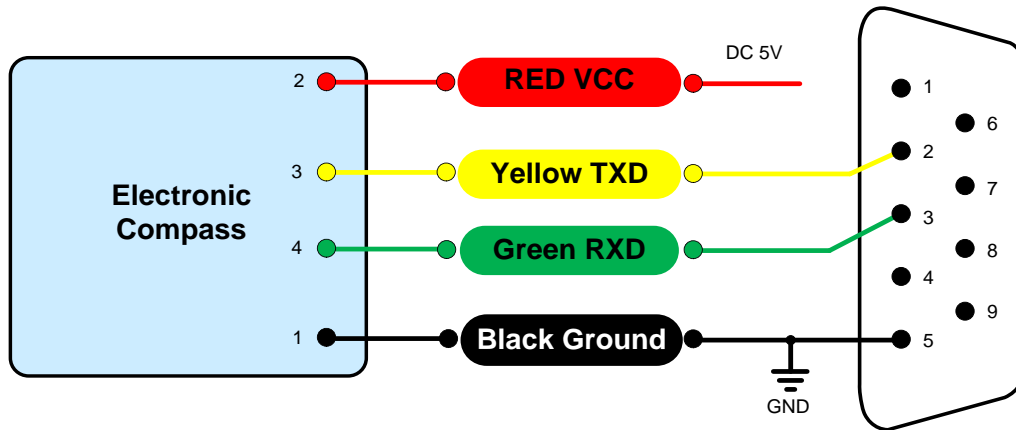 Electronic
Compass
2
3
4
1
RED VCC
Yellow TXD
Green RXD
Black Ground
DC 5V
GND
1
6
2
7
3
8
4
9
5